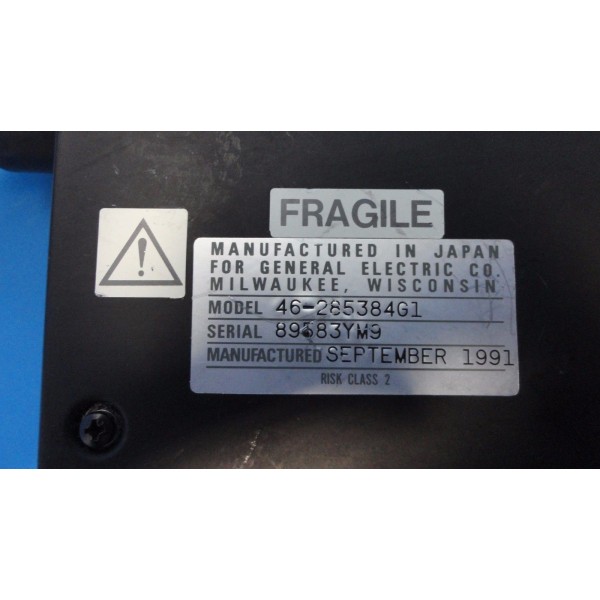 FRAGILE
MANUFACTURED IN JAPAN
FOR GENERAL ELECTRIC CO.
MILWAUKEE, WISCONSIN
MODEL 46-285384G1
SERIAL 89383YM9
MANUFACTURED SEPTEMBER 1991
RISK CLASS 2